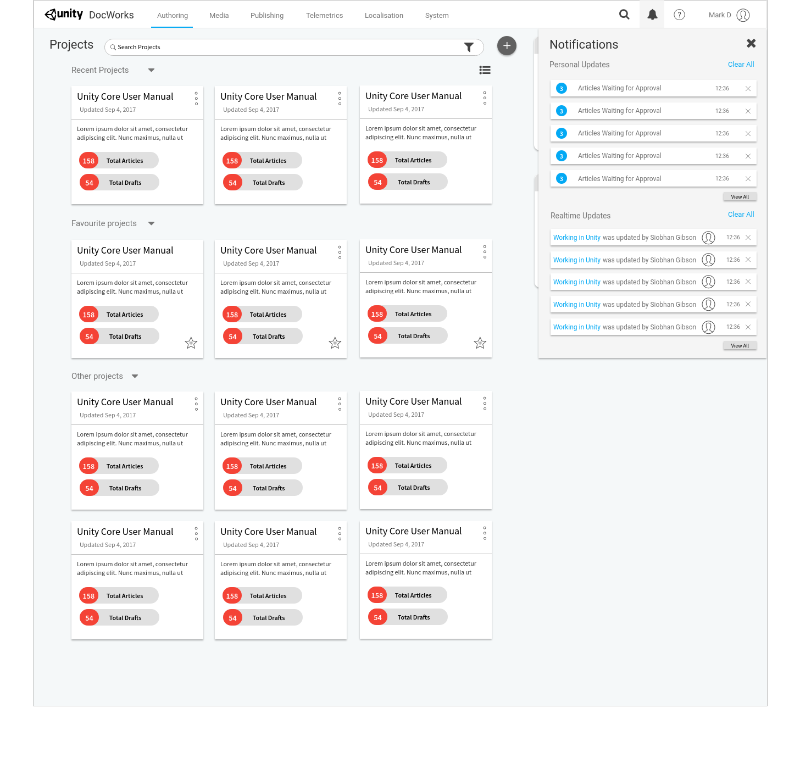 unity DocWorks Authoring Media Publishing Telemetrics Localisation System ? Mark D
Projects
Search Projects
+
Recent Projects
Unity Core User Manual
Updated Sep 4, 2017
Lorem ipsum dolor sit amet, consectetur
adipiscing elit. Nunc maximus, nulla ut
158 Total Articles
54 Total Drafts
Unity Core User Manual
Updated Sep 4, 2017
Lorem ipsum dolor sit amet, consectetur
adipiscing elit. Nunc maximus, nulla ut
158 Total Articles
54 Total Drafts
Unity Core User Manual
Updated Sep 4, 2017
Lorem ipsum dolor sit amet, consectetur
adipiscing elit. Nunc maximus, nulla ut
158 Total Articles
54 Total Drafts
Favourite projects
Unity Core User Manual
Updated Sep 4, 2017
Lorem ipsum dolor sit amet, consectetur
adipiscing elit. Nunc maximus, nulla ut
158 Total Articles
54 Total Drafts
Unity Core User Manual
Updated Sep 4, 2017
Lorem ipsum dolor sit amet, consectetur
adipiscing elit. Nunc maximus, nulla ut
158 Total Articles
54 Total Drafts
Unity Core User Manual
Updated Sep 4, 2017
Lorem ipsum dolor sit amet, consectetur
adipiscing elit. Nunc maximus, nulla ut
158 Total Articles
54 Total Drafts
Other projects
Unity Core User Manual
Updated Sep 4, 2017
Lorem ipsum dolor sit amet, consectetur
adipiscing elit. Nunc maximus, nulla ut
158 Total Articles
54 Total Drafts
Unity Core User Manual
Updated Sep 4, 2017
Lorem ipsum dolor sit amet, consectetur
adipiscing elit. Nunc maximus, nulla ut
158 Total Articles
54 Total Drafts
Unity Core User Manual
Updated Sep 4, 2017
Lorem ipsum dolor sit amet, consectetur
adipiscing elit. Nunc maximus, nulla ut
158 Total Articles
54 Total Drafts
Unity Core User Manual
Updated Sep 4, 2017
Lorem ipsum dolor sit amet, consectetur
adipiscing elit. Nunc maximus, nulla ut
158 Total Articles
54 Total Drafts
Unity Core User Manual
Updated Sep 4, 2017
Lorem ipsum dolor sit amet, consectetur
adipiscing elit. Nunc maximus, nulla ut
158 Total Articles
54 Total Drafts
Unity Core User Manual
Updated Sep 4, 2017
Lorem ipsum dolor sit amet, consectetur
adipiscing elit. Nunc maximus, nulla ut
158 Total Articles
54 Total Drafts
Notifications
Personal Updates Clear All
3 Articles Waiting for Approval 12:36
3 Articles Waiting for Approval 12:36
3 Articles Waiting for Approval 12:36
3 Articles Waiting for Approval 12:36
3 Articles Waiting for Approval 12:36
View All
Realtime Updates Clear All
Working in Unity was updated by Siobhan Gibson 12:36
Working in Unity was updated by Siobhan Gibson 12:36
Working in Unity was updated by Siobhan Gibson 12:36
Working in Unity was updated by Siobhan Gibson 12:36
Working in Unity was updated by Siobhan Gibson 12:36
View All